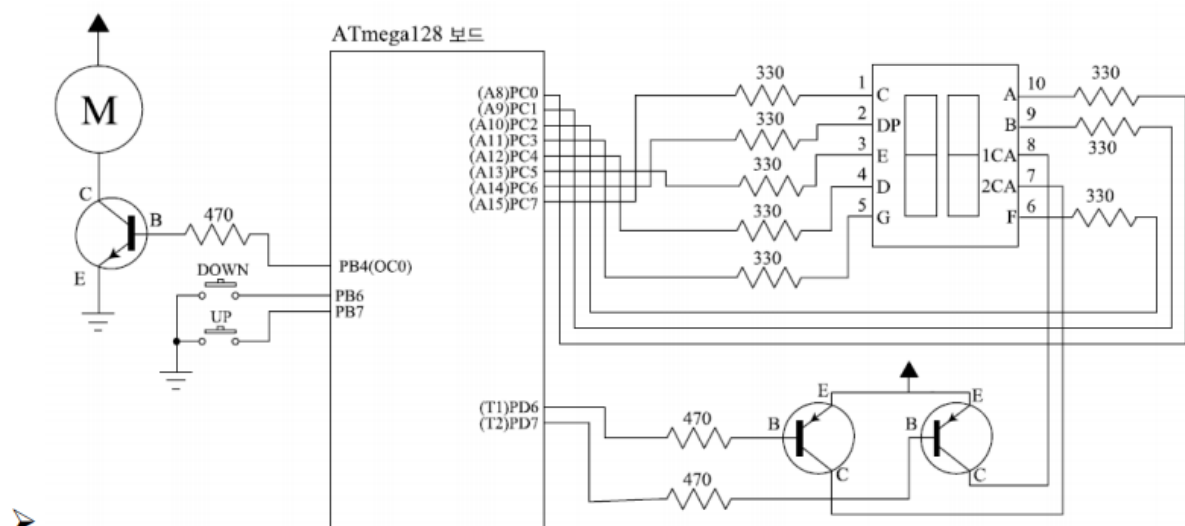 ATmega128 보드
M
C
B
E
470
DOWN
UP
PB4(OC0)
PB6
PB7
(A8)PC0
(A9)PC1
(A10)PC2
(A11)PC3
(A12)PC4
(A13)PC5
(A14)PC6
(A15)PC7
(T1)PD6
(T2)PD7
330
330
330
330
330
1
2
3
4
5
C
DP
E
D
G
A
B
1CA
2CA
F
10
9
8
7
6
330
330
330
470
470
E
B
C
E
B
C